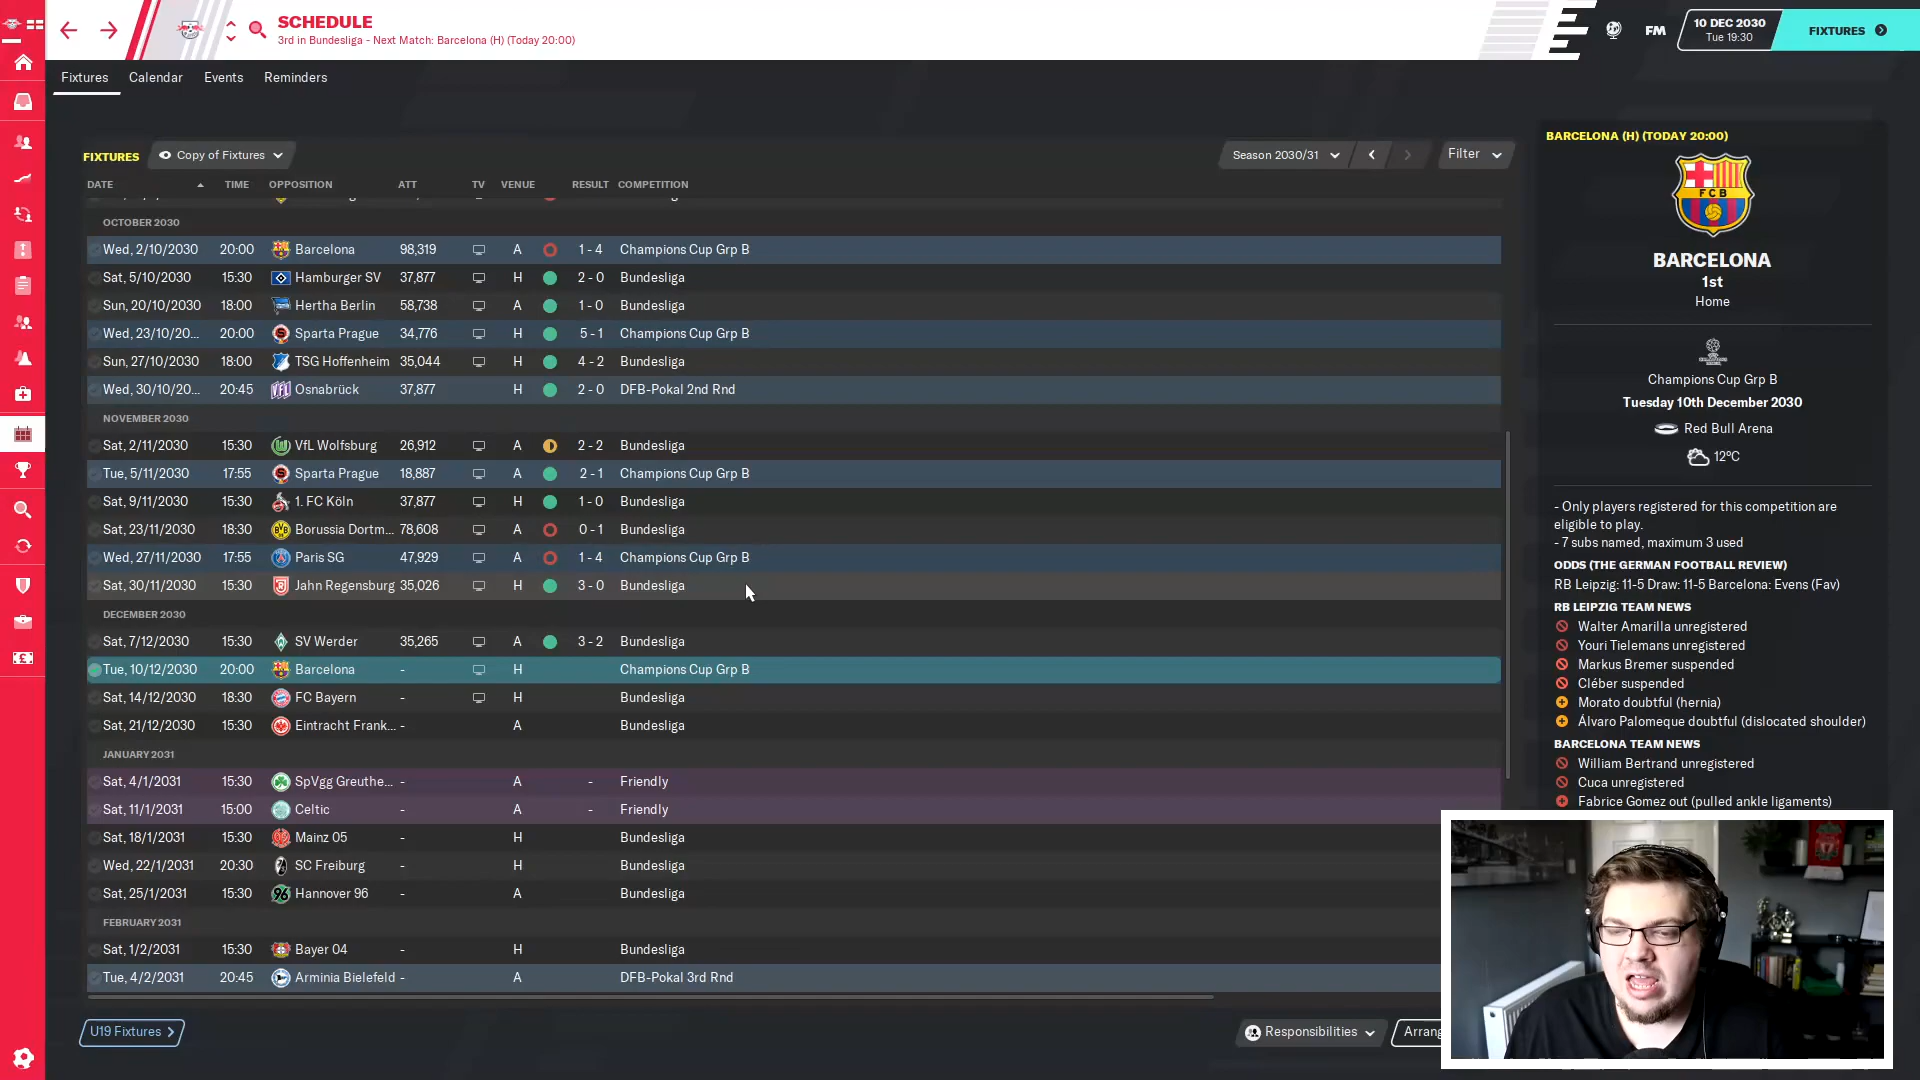 SCHEDULE
3rd in Bundesliga - Next Match: Barcelona (H) (Today 20:00)
FM
10 DEC 2030
Tue 19:30
FIXTURES
Fixtures Calendar Events Reminders
FIXTURES Copy of Fixtures Season 2030/31 Filter
DATE TIME OPPOSITION ATT TV VENUE RESULT COMPETITION
OCTOBER 2030
Wed, 2/10/2030 20:00 Barcelona 98,319 A 1 - 4 Champions Cup Grp B
Sat, 5/10/2030 15:30 Hamburger SV 37,877 H 2 - 0 Bundesliga
Sun, 20/10/2030 18:00 Hertha Berlin 58,738 A 1 - 0 Bundesliga
Wed, 23/10/20... 20:00 Sparta Prague 34,776 H 5 - 1 Champions Cup Grp B
Sun, 27/10/2030 18:00 TSG Hoffenheim 35,044 H 4 - 2 Bundesliga
Wed, 30/10/20... 20:45 Osnabrück 37,877 H 2 - 0 DFB-Pokal 2nd Rnd
NOVEMBER 2030
Sat, 2/11/2030 15:30 VfL Wolfsburg 26,912 A 2 - 2 Bundesliga
Tue, 5/11/2030 17:55 Sparta Prague 18,887 A 2 - 1 Champions Cup Grp B
Sat, 9/11/2030 15:30 1. FC Köln 37,877 H 1 - 0 Bundesliga
Sat, 23/11/2030 18:30 Borussia Dortm... 78,608 A 0 - 1 Bundesliga
Wed, 27/11/2030 17:55 Paris SG 47,929 A 1 - 4 Champions Cup Grp B
Sat, 30/11/2030 15:30 Jahn Regensburg 35,026 H 3 - 0 Bundesliga
DECEMBER 2030
Sat, 7/12/2030 15:30 SV Werder 35,265 A 3 - 2 Bundesliga
Tue, 10/12/2030 20:00 Barcelona - H Champions Cup Grp B
Sat, 14/12/2030 18:30 FC Bayern - H Bundesliga
Sat, 21/12/2030 15:30 Eintracht Frank... - A Bundesliga
JANUARY 2031
Sat, 4/1/2031 15:30 SpVgg Greuthe... - A - Friendly
Sat, 11/1/2031 15:00 Celtic - A - Friendly
Sat, 18/1/2031 15:30 Mainz 05 - H Bundesliga
Wed, 22/1/2031 20:30 SC Freiburg - H Bundesliga
Sat, 25/1/2031 15:30 Hannover 96 - A Bundesliga
FEBRUARY 2031
Sat, 1/2/2031 15:30 Bayer 04 - H Bundesliga
Tue, 4/2/2031 20:45 Arminia Bielefeld - A DFB-Pokal 3rd Rnd
U19 Fixtures Responsibilities Arrang
BARCELONA (H) (TODAY 20:00)
FCB
BARCELONA
1st
Home
Champions Cup Grp B
Tuesday 10th December 2030
Red Bull Arena
12°C
- Only players registered for this competition are
eligible to play.
- 7 subs named, maximum 3 used
ODDS (THE GERMAN FOOTBALL REVIEW)
RB Leipzig: 11-5 Draw: 11-5 Barcelona: Evens (Fav)
RB LEIPZIG TEAM NEWS
Walter Amarilla unregistered
Youri Tielemans unregistered
Markus Bremer suspended
Cléber suspended
Morato doubtful (hernia)
Álvaro Palomeque doubtful (dislocated shoulder)
BARCELONA TEAM NEWS
William Bertrand unregistered
Cuca unregistered
Fabrice Gomez out (pulled ankle ligaments)